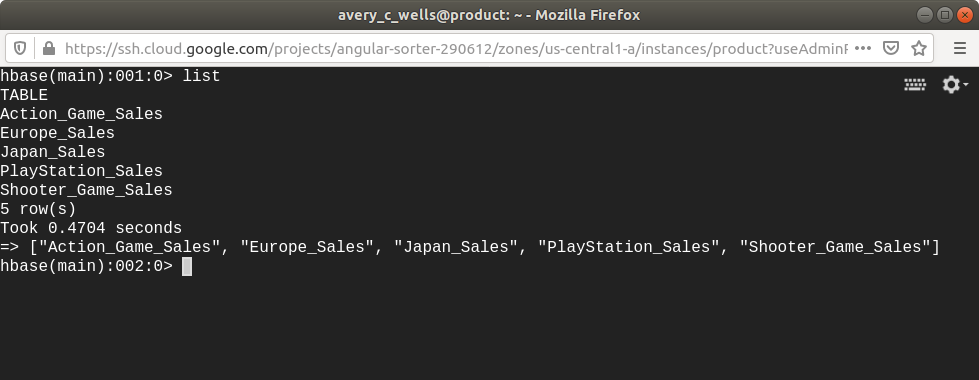 avery_c_wells@product: ~ - Mozilla Firefox
https://ssh.cloud.google.com/projects/angular-sorter-290612/zones/us-central1-a/instances/product?useAdminP
hbase(main):001:0> list
TABLE
Action_Game_Sales
Europe_Sales
Japan_Sales
PlayStation_Sales
Shooter_Game_Sales
5 row(s)
Took 0.4704 seconds
=> ["Action_Game_Sales", "Europe_Sales", "Japan_Sales", "PlayStation_Sales", "Shooter_Game_Sales"]
hbase(main):002:0>